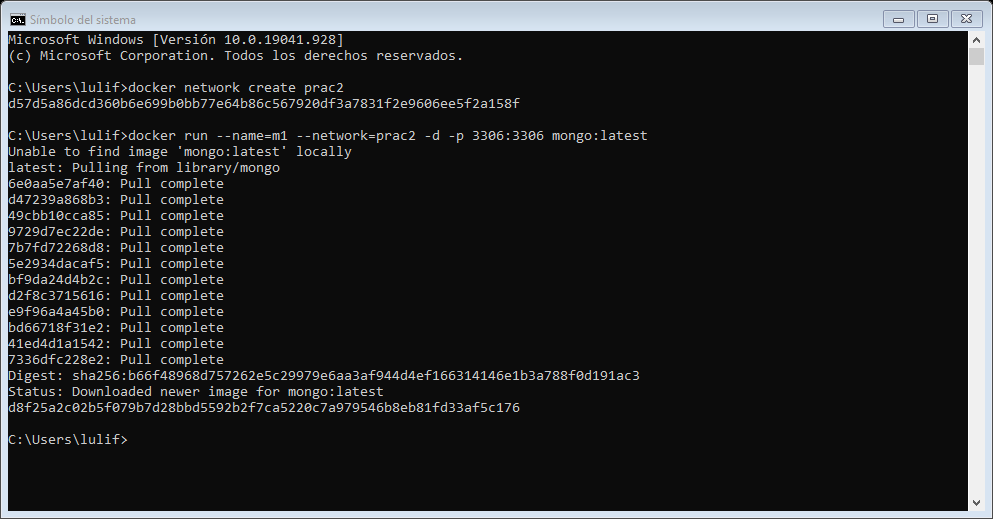 Símbolo del sistema
Microsoft Windows [Versión 10.0.19041.928]
(c) Microsoft Corporation. Todos los derechos reservados.
C:\Users\lulif>docker network create prac2
d57d5a86dcd360b6e699b0bb77e64b86c567920df3a7831f2e9606ee5f2a158f
C:\Users\lulif>docker run --name=m1 --network=prac2 -d -p 3306:3306 mongo:latest
Unable to find image 'mongo:latest' locally
latest: Pulling from library/mongo
6e0aa5e7af40: Pull complete
d47239a868b3: Pull complete
49cbb10cca85: Pull complete
9729d7ec22de: Pull complete
7b7fd72268d8: Pull complete
5e2934dacaf5: Pull complete
bf9da24d4b2c: Pull complete
d2f8c3715616: Pull complete
e9f96a4a45b0: Pull complete
bd66718f31e2: Pull complete
41ed4d1a1542: Pull complete
7336dfc228e2: Pull complete
Digest: sha256:b66f48968d757262e5c29979e6aa3af944d4ef166314146e1b3a788f0d191ac3
Status: Downloaded newer image for mongo:latest
d8f25a2c02b5f079b7d28bbd5592b2f7ca5220c7a979546b8eb81fd33af5c176
C:\Users\lulif>